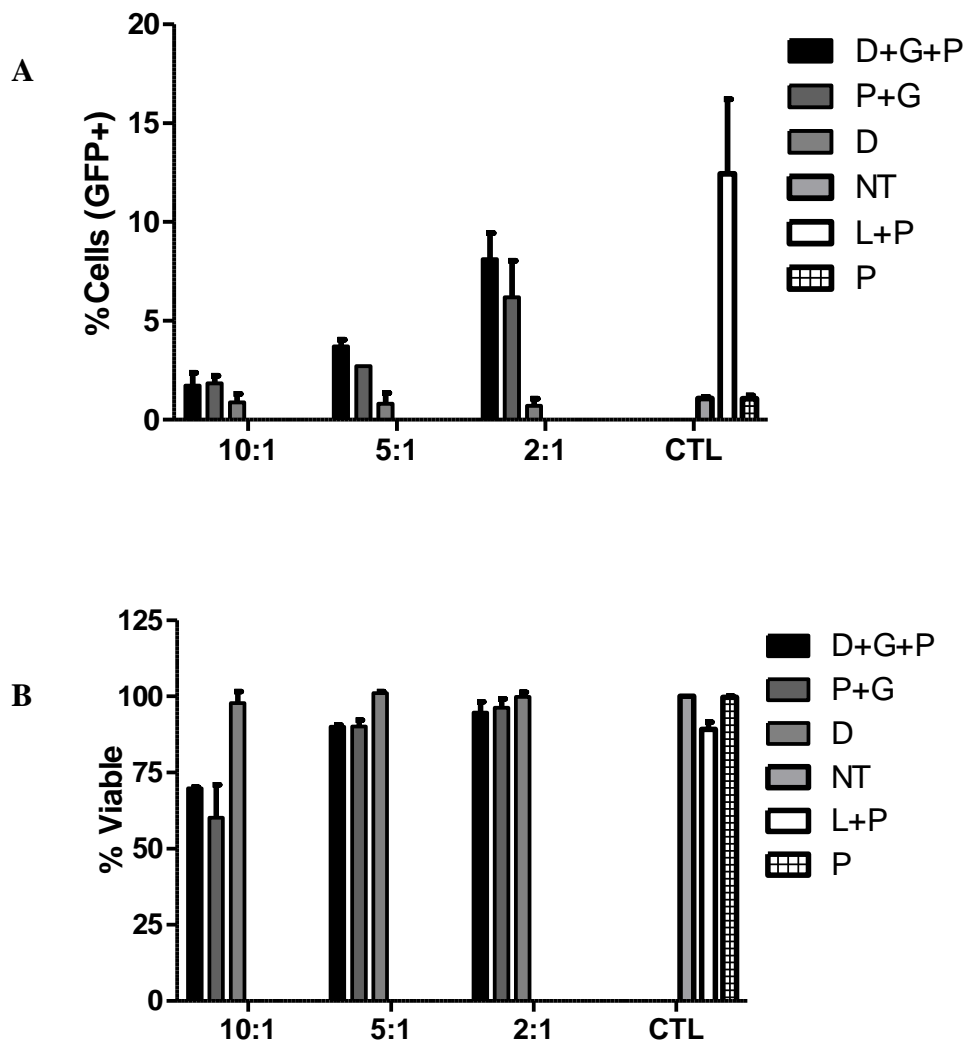 A
%Cells (GFP+)
20
15
10
5
0
10:1 5:1 2:1 CTL
D+G+P
P+G
D
NT
L+P
P
B
% Viable
125
100
75
50
25
0
10:1 5:1 2:1 CTL
D+G+P
P+G
D
NT
L+P
P